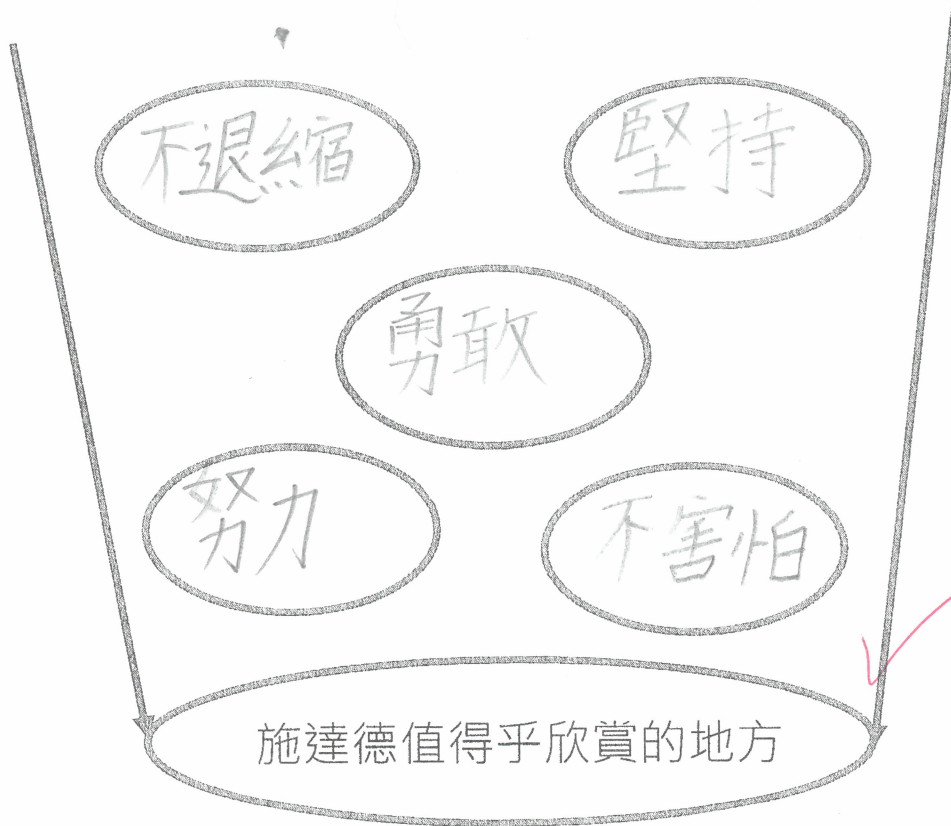 不退縮
堅持
勇敢
努力
不害怕
施達德值得乎欣賞的地方